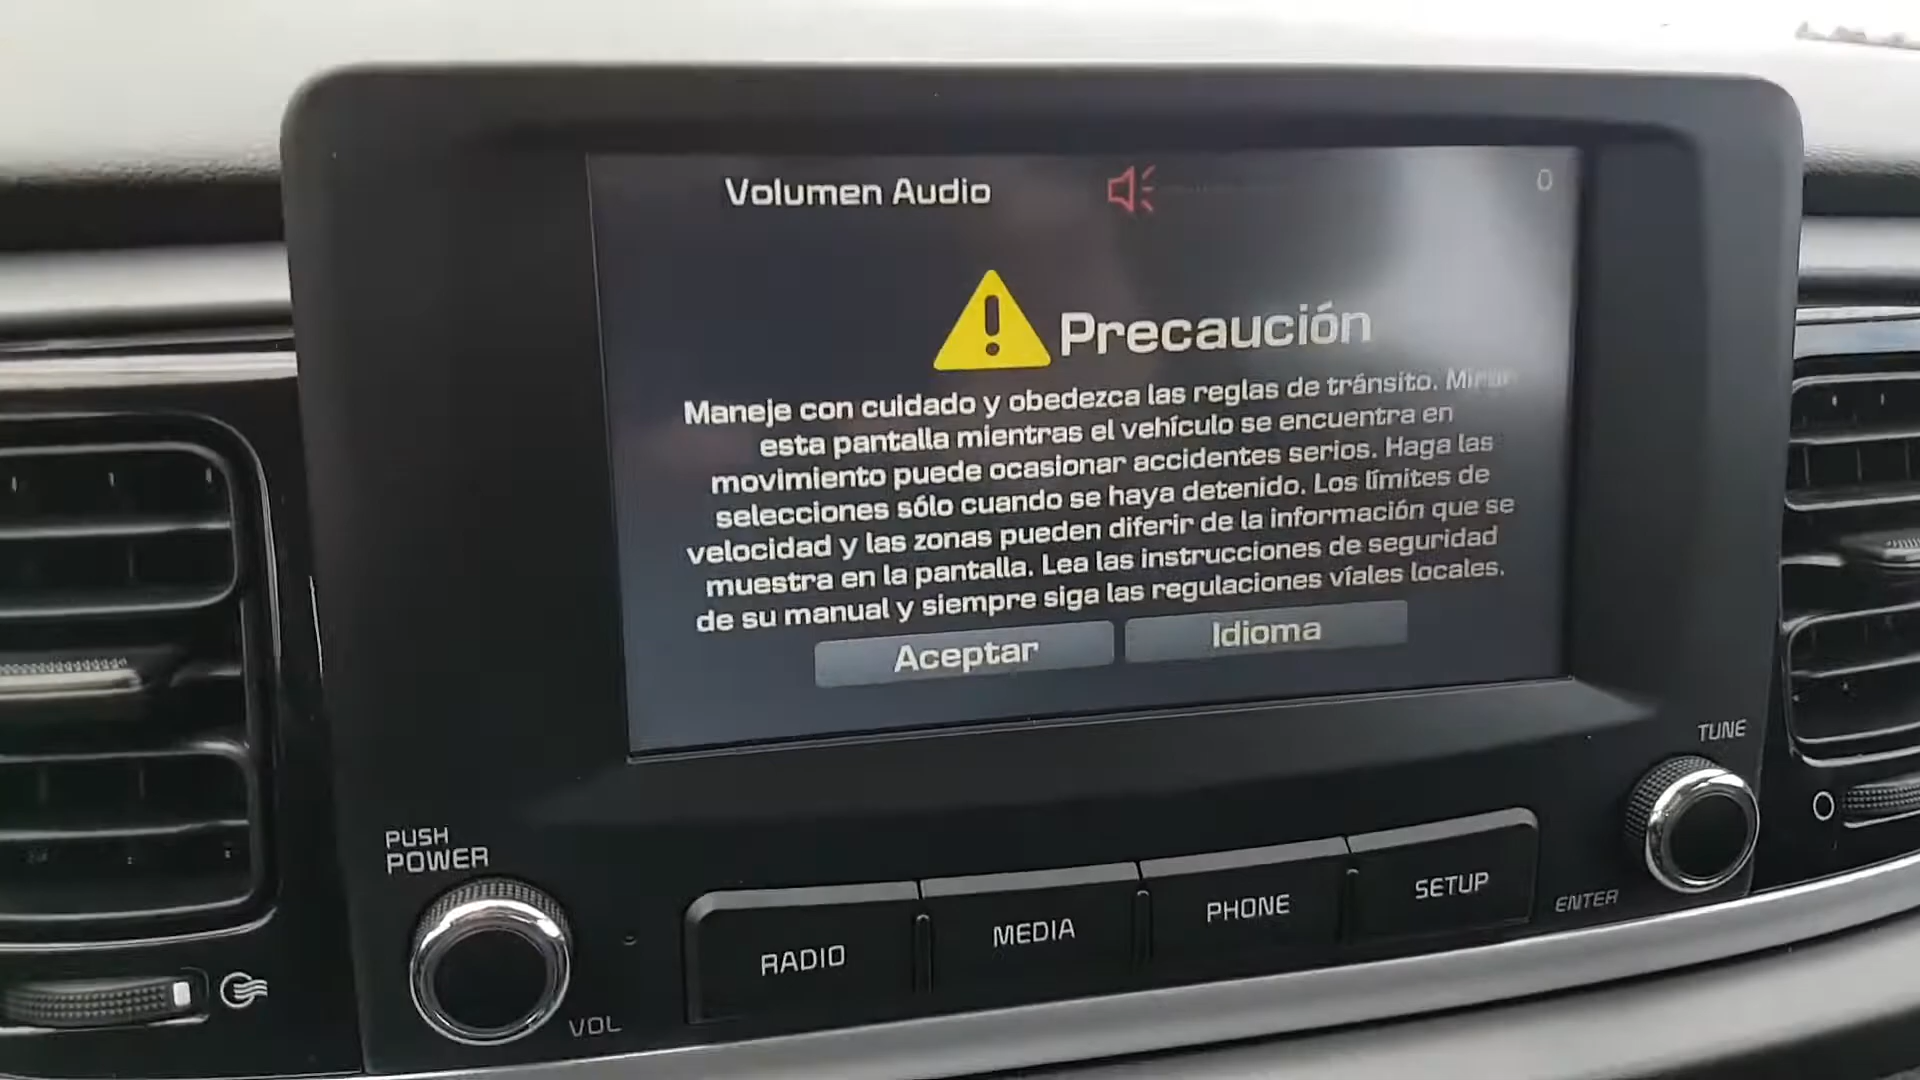 Volumen Audio 0
Precaución
Maneje con cuidado y obedezca las reglas de tránsito. Mirar
esta pantalla mientras el vehículo se encuentra en
movimiento puede ocasionar accidentes serios. Haga las
selecciones sólo cuando se haya detenido. Los límites de
velocidad y las zonas pueden diferir de la información que se
muestra en la pantalla. Lea las instrucciones de seguridad
de su manual y siempre siga las regulaciones víales locales.
Aceptar Idioma
TUNE
PUSH
POWER
RADIO MEDIA PHONE SETUP ENTER
VOL